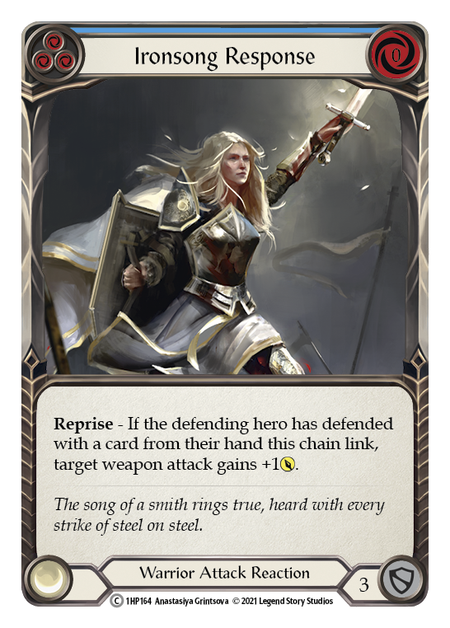 Ironsong Response
0
Reprise - If the defending hero has defended
with a card from their hand this chain link,
target weapon attack gains +1.
The song of a smith rings true, heard with every
strike of steel on steel.
Warrior Attack Reaction
3
C 1HP164 Anastasiya Grintsova © 2021 Legend Story Studios